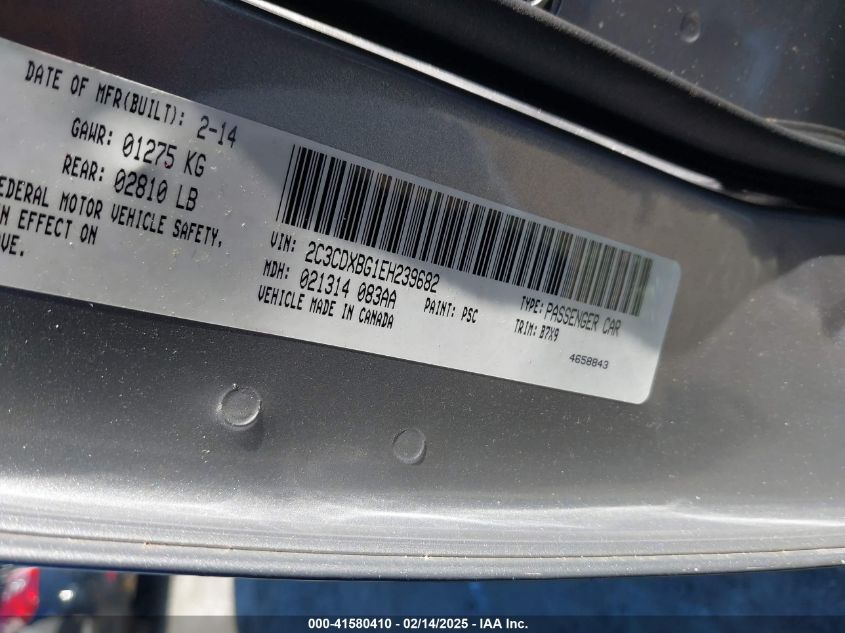 DATE OF MFR(BUILT): 2-14
GAWR: 01275 KG
REAR: 02810 LB
EDERAL MOTOR VEHICLE SAFETY,
N EFFECT ON
VE.
VIN: 2C3CDXBG1EH239682
MDH: 021314 083AA PAINT: PSC TYPE: PASSENGER CAR
VEHICLE MADE IN CANADA TRIM: B7X9
4658843
000-41580410 - 02/14/2025 - IAA Inc.